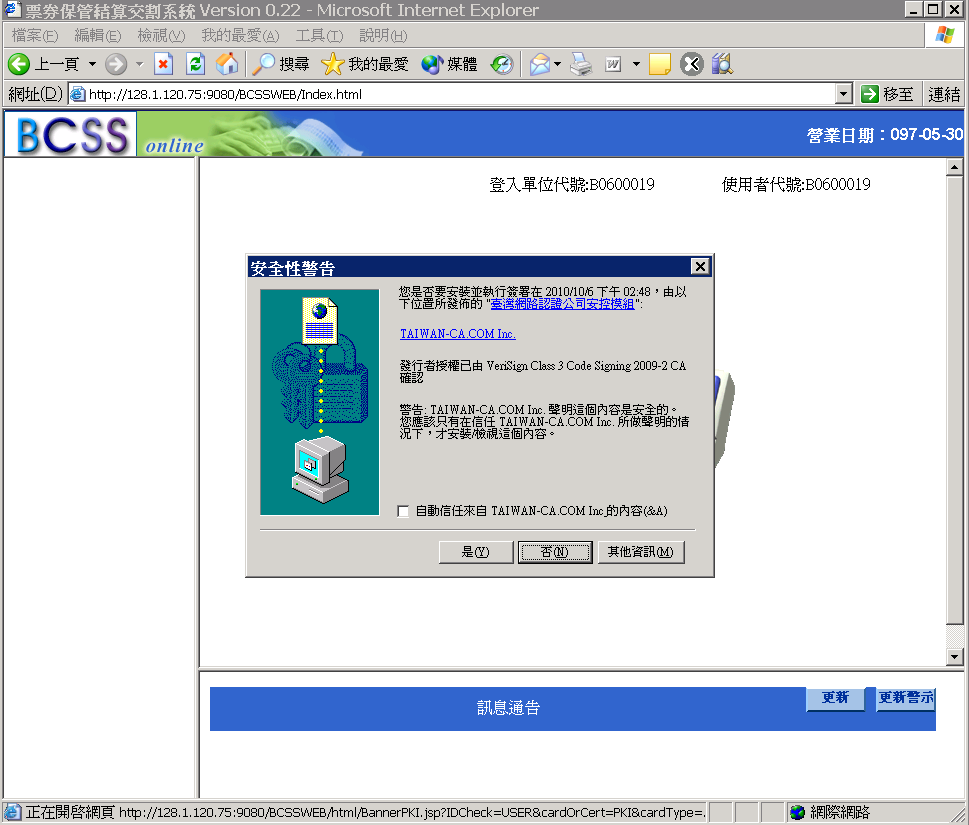 票券保管結算交割系統 Version 0.22 - Microsoft Internet Explorer
檔案(F) 編輯(E) 檢視(V) 我的最愛(A) 工具(T) 說明(H)
上一頁 搜尋 我的最愛 媒體
網址(D) http://128.1.120.75:9080/BCSSWEB/Index.html 移至 連結
BCSS online 營業日期：097-05-30
登入單位代號:B0600019 使用者代號:B0600019
安全性警告
您是否要安裝並執行簽署在 2010/10/6 下午 02:48，由以
下位置所發佈的 "臺灣網路認證公司安控模組":
TAIWAN-CA.COM Inc.
發行者授權已由 VeriSign Class 3 Code Signing 2009-2 CA
確認
警告: TAIWAN-CA.COM Inc. 聲明這個內容是安全的。
您應該只有在信任 TAIWAN-CA.COM Inc. 所做聲明的情
況下，才安裝/檢視這個內容。
自動信任來自 TAIWAN-CA.COM Inc 的內容(&A)
是(Y) 否(N) 其他資訊(M)
訊息通告 更新 更新警示
正在開啓網頁 http://128.1.120.75:9080/BCSSWEB/html/BannerPKI.jsp?IDCheck=USER&cardOrCert=PKI&cardType=. 網際網路